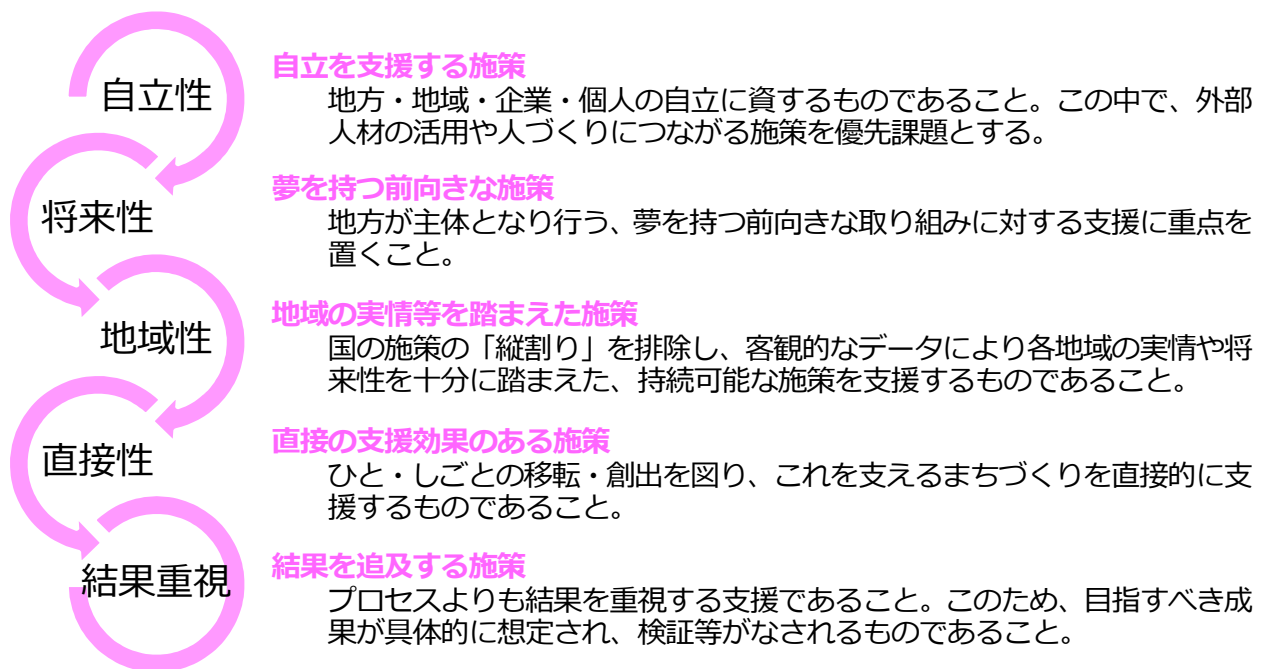 自立性
自立を支援する施策
地方・地域・企業・個人の自立に資するものであること。この中で、外部
人材の活用や人づくりにつながる施策を優先課題とする。
将来性
夢を持つ前向きな施策
地方が主体となり行う、夢を持つ前向きな取り組みに対する支援に重点を
置くこと。
地域性
地域の実情等を踏まえた施策
国の施策の「縦割り」を排除し、客観的なデータにより各地域の実情や将
来性を十分に踏まえた、持続可能な施策を支援するものであること。
直接性
直接の支援効果のある施策
ひと・しごとの移転・創出を図り、これを支えるまちづくりを直接的に支
援するものであること。
結果重視
結果を追及する施策
プロセスよりも結果を重視する支援であること。このため、目指すべき成
果が具体的に想定され、検証等がなされるものであること。